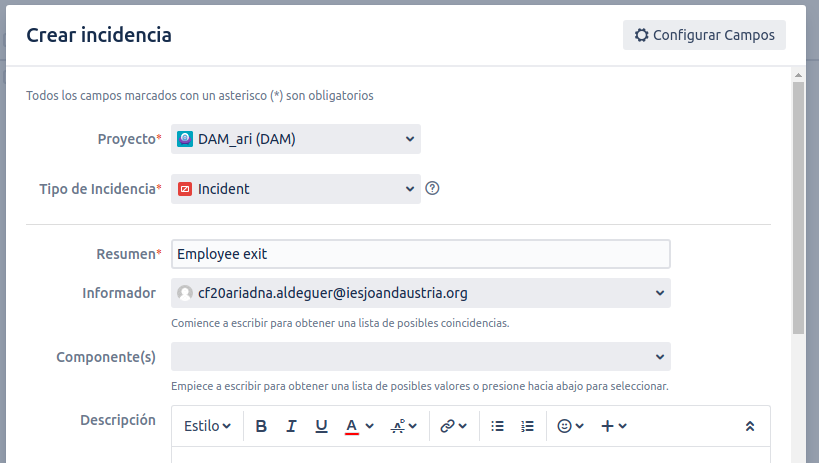 Crear incidencia
Configurar Campos
Todos los campos marcados con un asterisco (*) son obligatorios
Proyecto* DAM_ari (DAM)
Tipo de Incidencia* Incident
Resumen* Employee exit
Informador cf20ariadna.aldeguer@iesjoandaustria.org
Comience a escribir para obtener una lista de posibles coincidencias.
Componente(s)
Empiece a escribir para obtener una lista de posibles valores o presione hacia abajo para seleccionar.
Descripción
Estilo B I U A